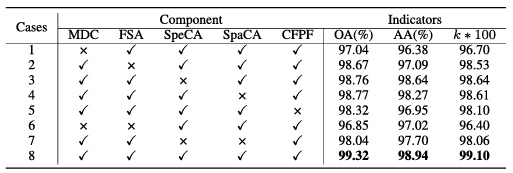 Cases Component Indicators
MDC FSA SpeCA SpaCA CFPF OA(%) AA(%) k * 100
1 × ✓ ✓ ✓ ✓ 97.04 96.38 96.70
2 ✓ × ✓ ✓ ✓ 98.67 97.09 98.53
3 ✓ ✓ × ✓ ✓ 98.76 98.64 98.64
4 ✓ ✓ ✓ × ✓ 98.77 98.27 98.61
5 ✓ ✓ ✓ ✓ × 98.32 96.95 98.10
6 × × ✓ ✓ ✓ 96.85 97.02 96.40
7 ✓ ✓ × × ✓ 98.04 97.70 98.06
8 ✓ ✓ ✓ ✓ ✓ 99.32 98.94 99.10